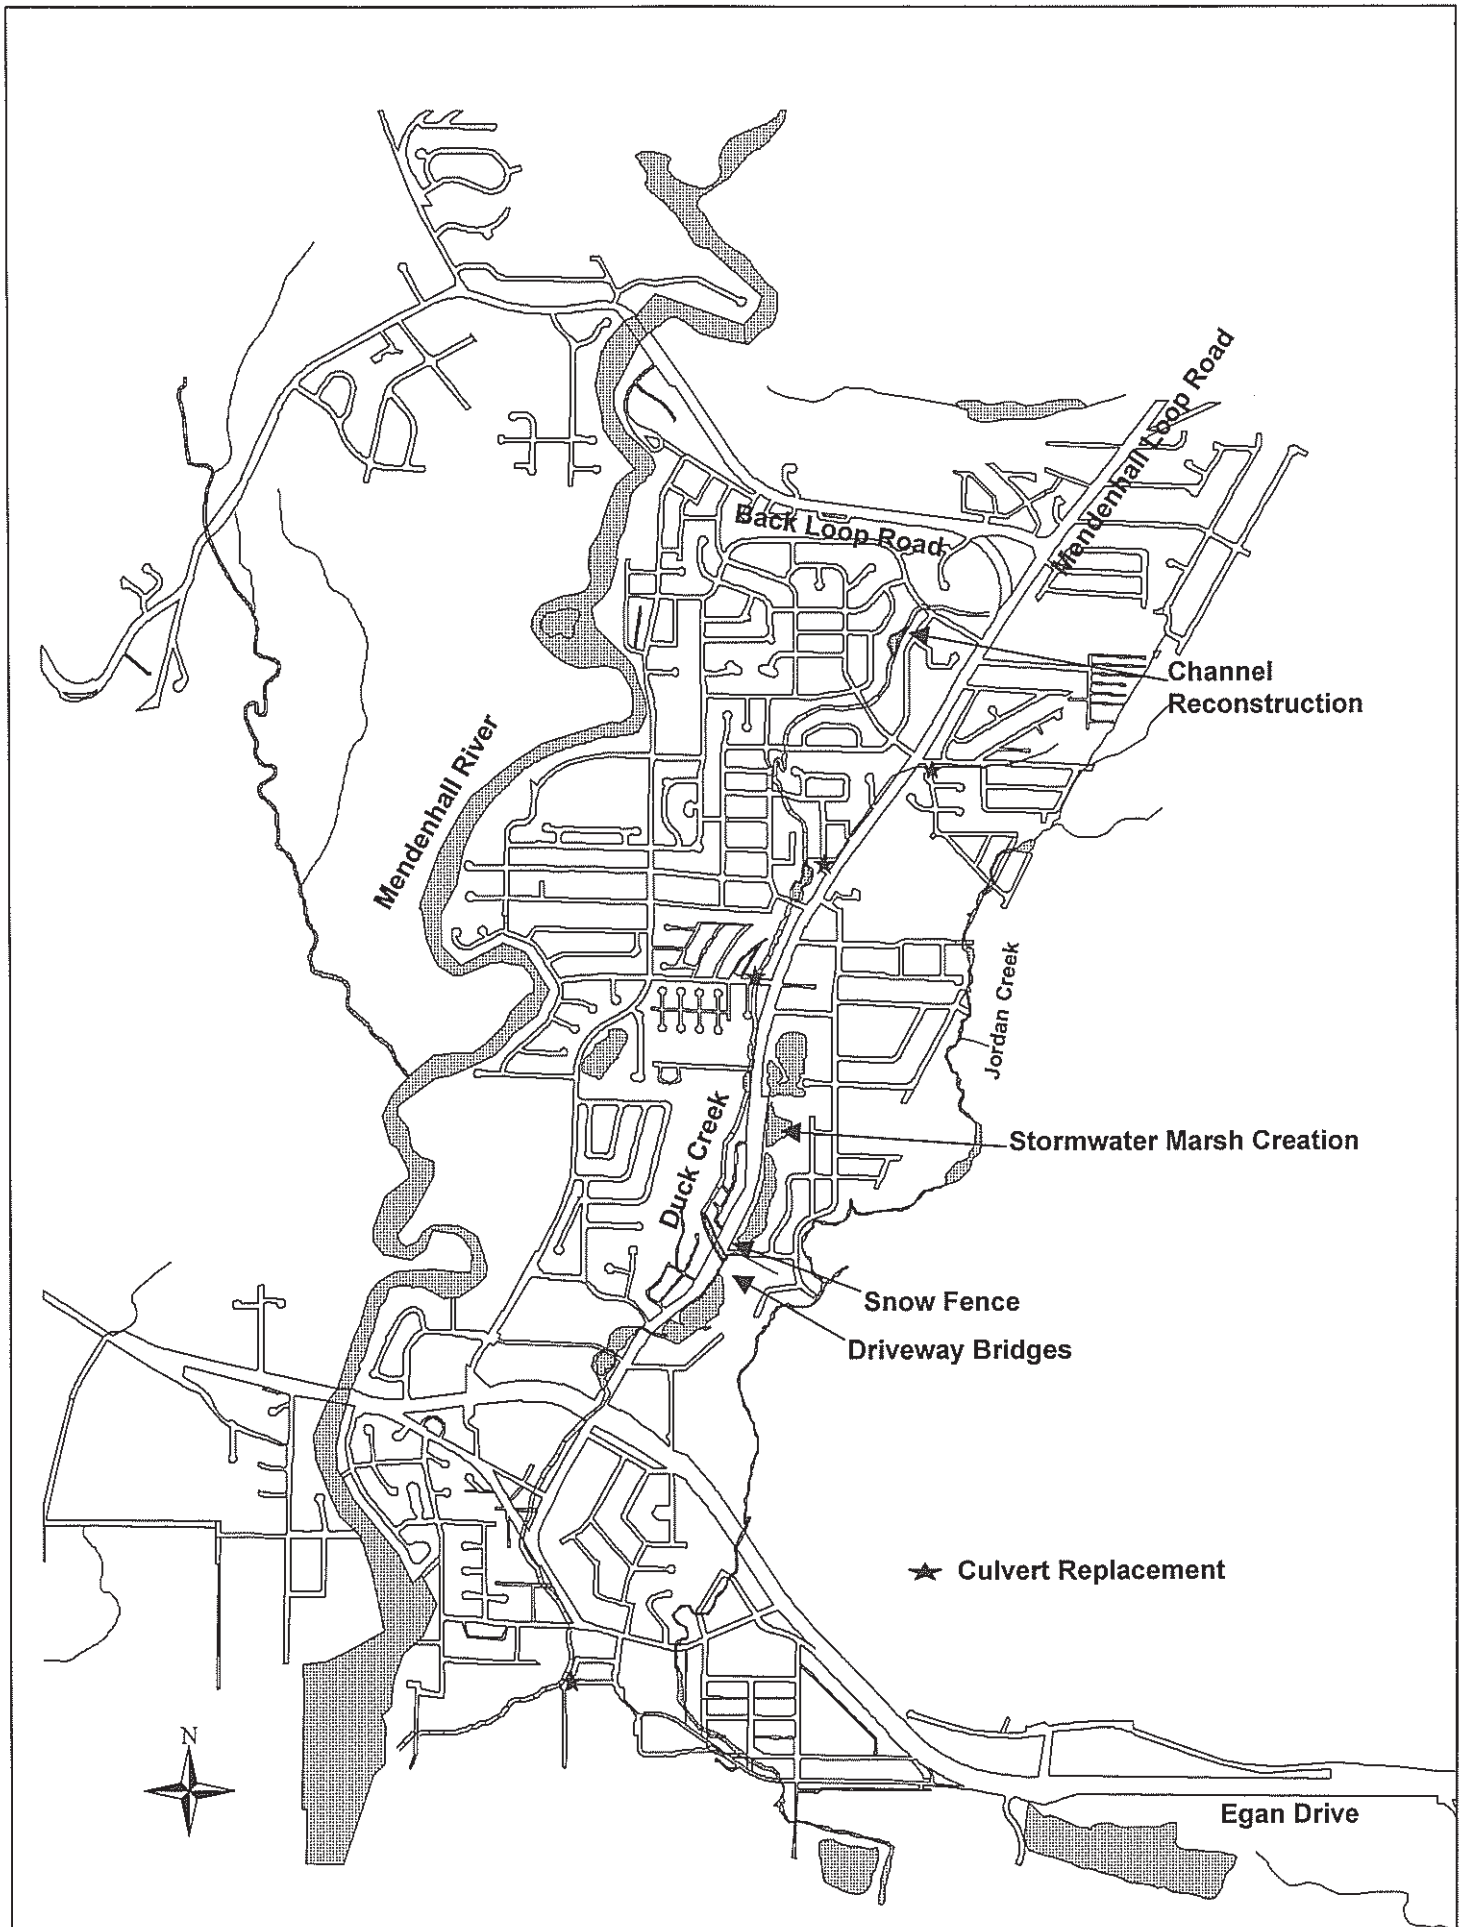 Mendenhall Loop Road
Back Loop Road
Channel
Reconstruction
Mendenhall River
Jordan Creek
Duck Creek
Stormwater Marsh Creation
Snow Fence
Driveway Bridges
Culvert Replacement
N
Egan Drive